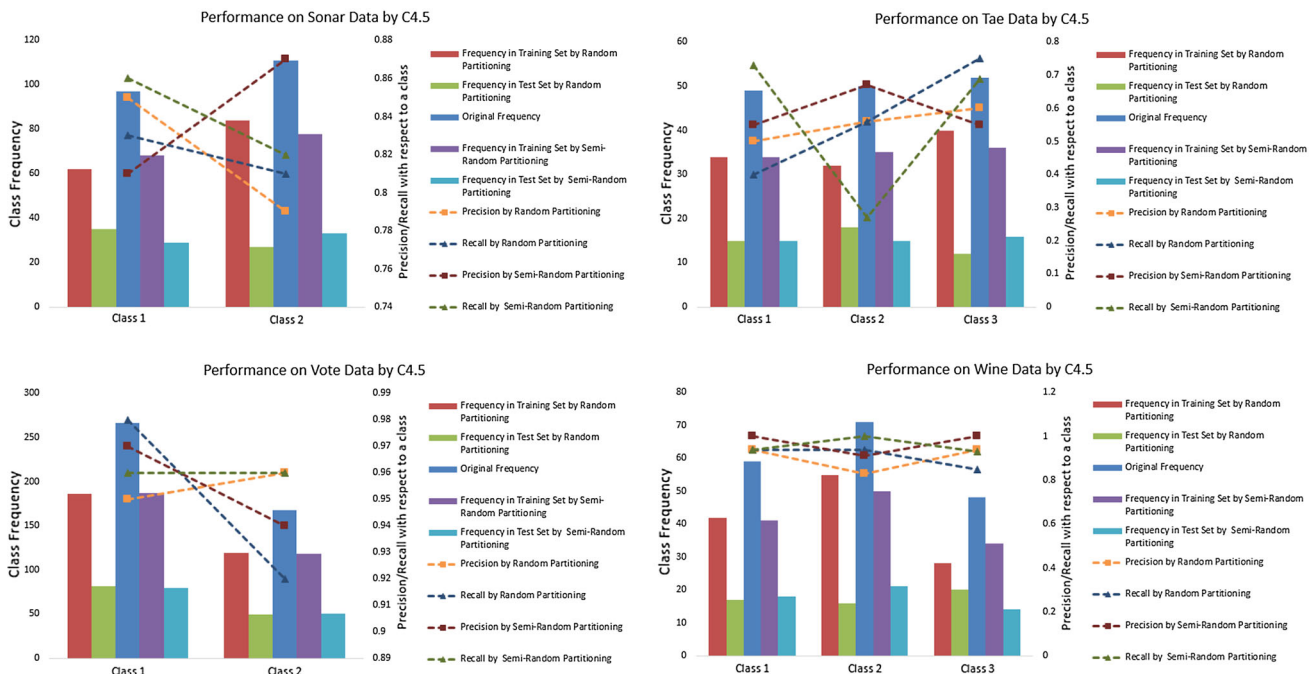 Performance on Sonar Data by C4.5
Class Frequency
120
100
80
60
40
20
0
Class 1
Class 2
0.88
0.86
0.84
0.82
0.8
0.78
0.76
0.74
Precision/Recall with respect to a class
Frequency in Training Set by Random
Partitioning
Frequency in Test Set by Random
Partitioning
Original Frequency
Frequency in Training Set by Semi-
Random Partitioning
Frequency in Test Set by Semi-Random
Partitioning
Precision by Random Partitioning
Recall by Random Partitioning
Precision by Semi-Random Partitioning
Recall by Semi-Random Partitioning
Performance on Tae Data by C4.5
Class Frequency
60
50
40
30
20
10
0
Class 1
Class 2
Class 3
0.8
0.7
0.6
0.5
0.4
0.3
0.2
0.1
0
Precision/Recall with respect to a class
Frequency in Training Set by Random
Partitioning
Frequency in Test Set by Random
Partitioning
Original Frequency
Frequency in Training Set by Semi-Random
Partitioning
Frequency in Test Set by Semi-Random
Partitioning
Precision by Random Partitioning
Recall by Random Partitioning
Precision by Semi-Random Partitioning
Recall by Semi-Random Partitioning
Performance on Vote Data by C4.5
Class Frequency
300
250
200
150
100
50
0
Class 1
Class 2
0.99
0.98
0.97
0.96
0.95
0.94
0.93
0.92
0.91
0.9
0.89
Precision/Recall with respect to a class
Frequency in Training Set by Random
Partitioning
Frequency in Test Set by Random
Partitioning
Original Frequency
Frequency in Training Set by Semi-
Random Partitioning
Frequency in Test Set by Semi-Random
Partitioning
Precision by Random Partitioning
Recall by Random Partitioning
Precision by Semi-Random Partitioning
Recall by Semi-Random Partitioning
Performance on Wine Data by C4.5
Class Frequency
80
70
60
50
40
30
20
10
0
Class 1
Class 2
Class 3
1.2
1
0.8
0.6
0.4
0.2
0
Precision/Recall with respect to a class
Frequency in Training Set by Random
Partitioning
Frequency in Test Set by Random
Partitioning
Original Frequency
Frequency in Training Set by Semi-Random
Partitioning
Frequency in Test Set by Semi-Random
Partitioning
Precision by Random Partitioning
Recall by Random Partitioning
Precision by Semi-Random Partitioning
Recall by Semi-Random Partitioning